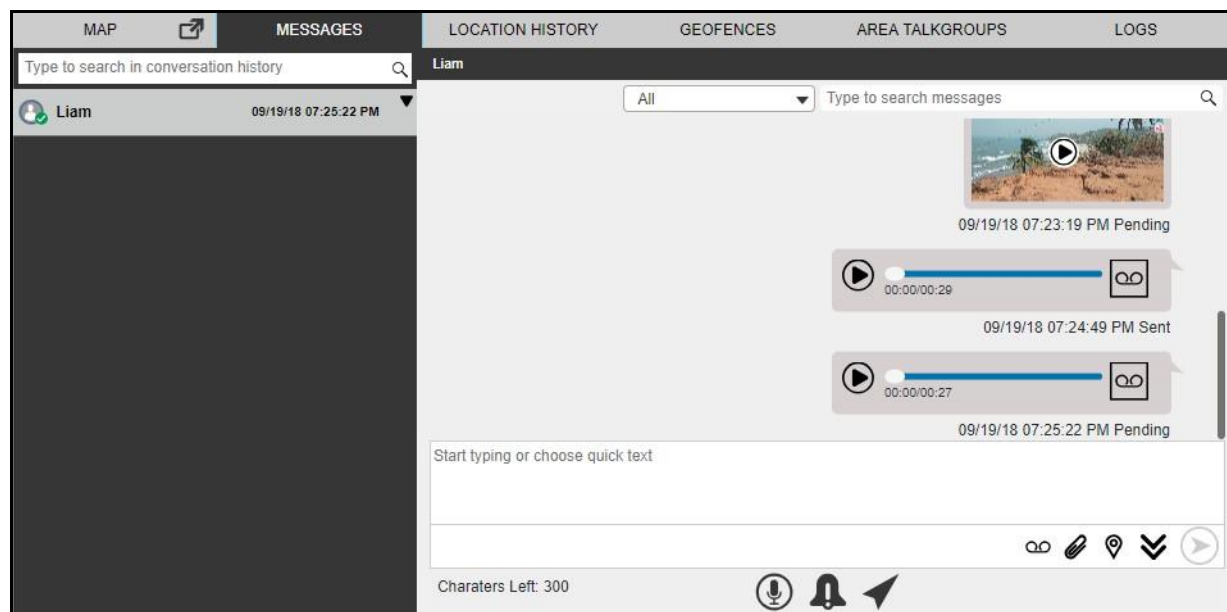 MAP
MESSAGES
LOCATION HISTORY
GEOFENCES
AREA TALKGROUPS
LOGS
Type to search in conversation history
Liam
09/19/18 07:25:22 PM
Liam
All
Type to search messages
09/19/18 07:23:19 PM Pending
00:00/00:29
09/19/18 07:24:49 PM Sent
00:00/00:27
09/19/18 07:25:22 PM Pending
Start typing or choose quick text
Charaters Left: 300